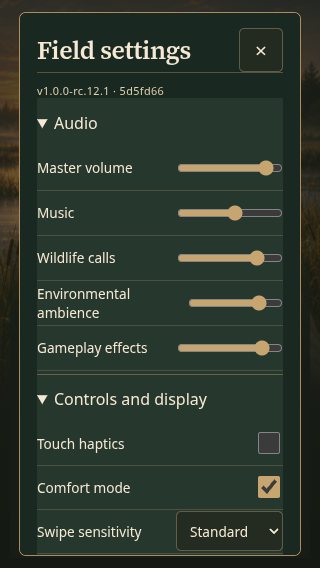 Field settings
×
v1.0.0-rc.12.1 · 5d5fd66
▼ Audio
Master volume
Music
Wildlife calls
Environmental
ambience
Gameplay effects
▼ Controls and display
Touch haptics
Comfort mode
Swipe sensitivity Standard